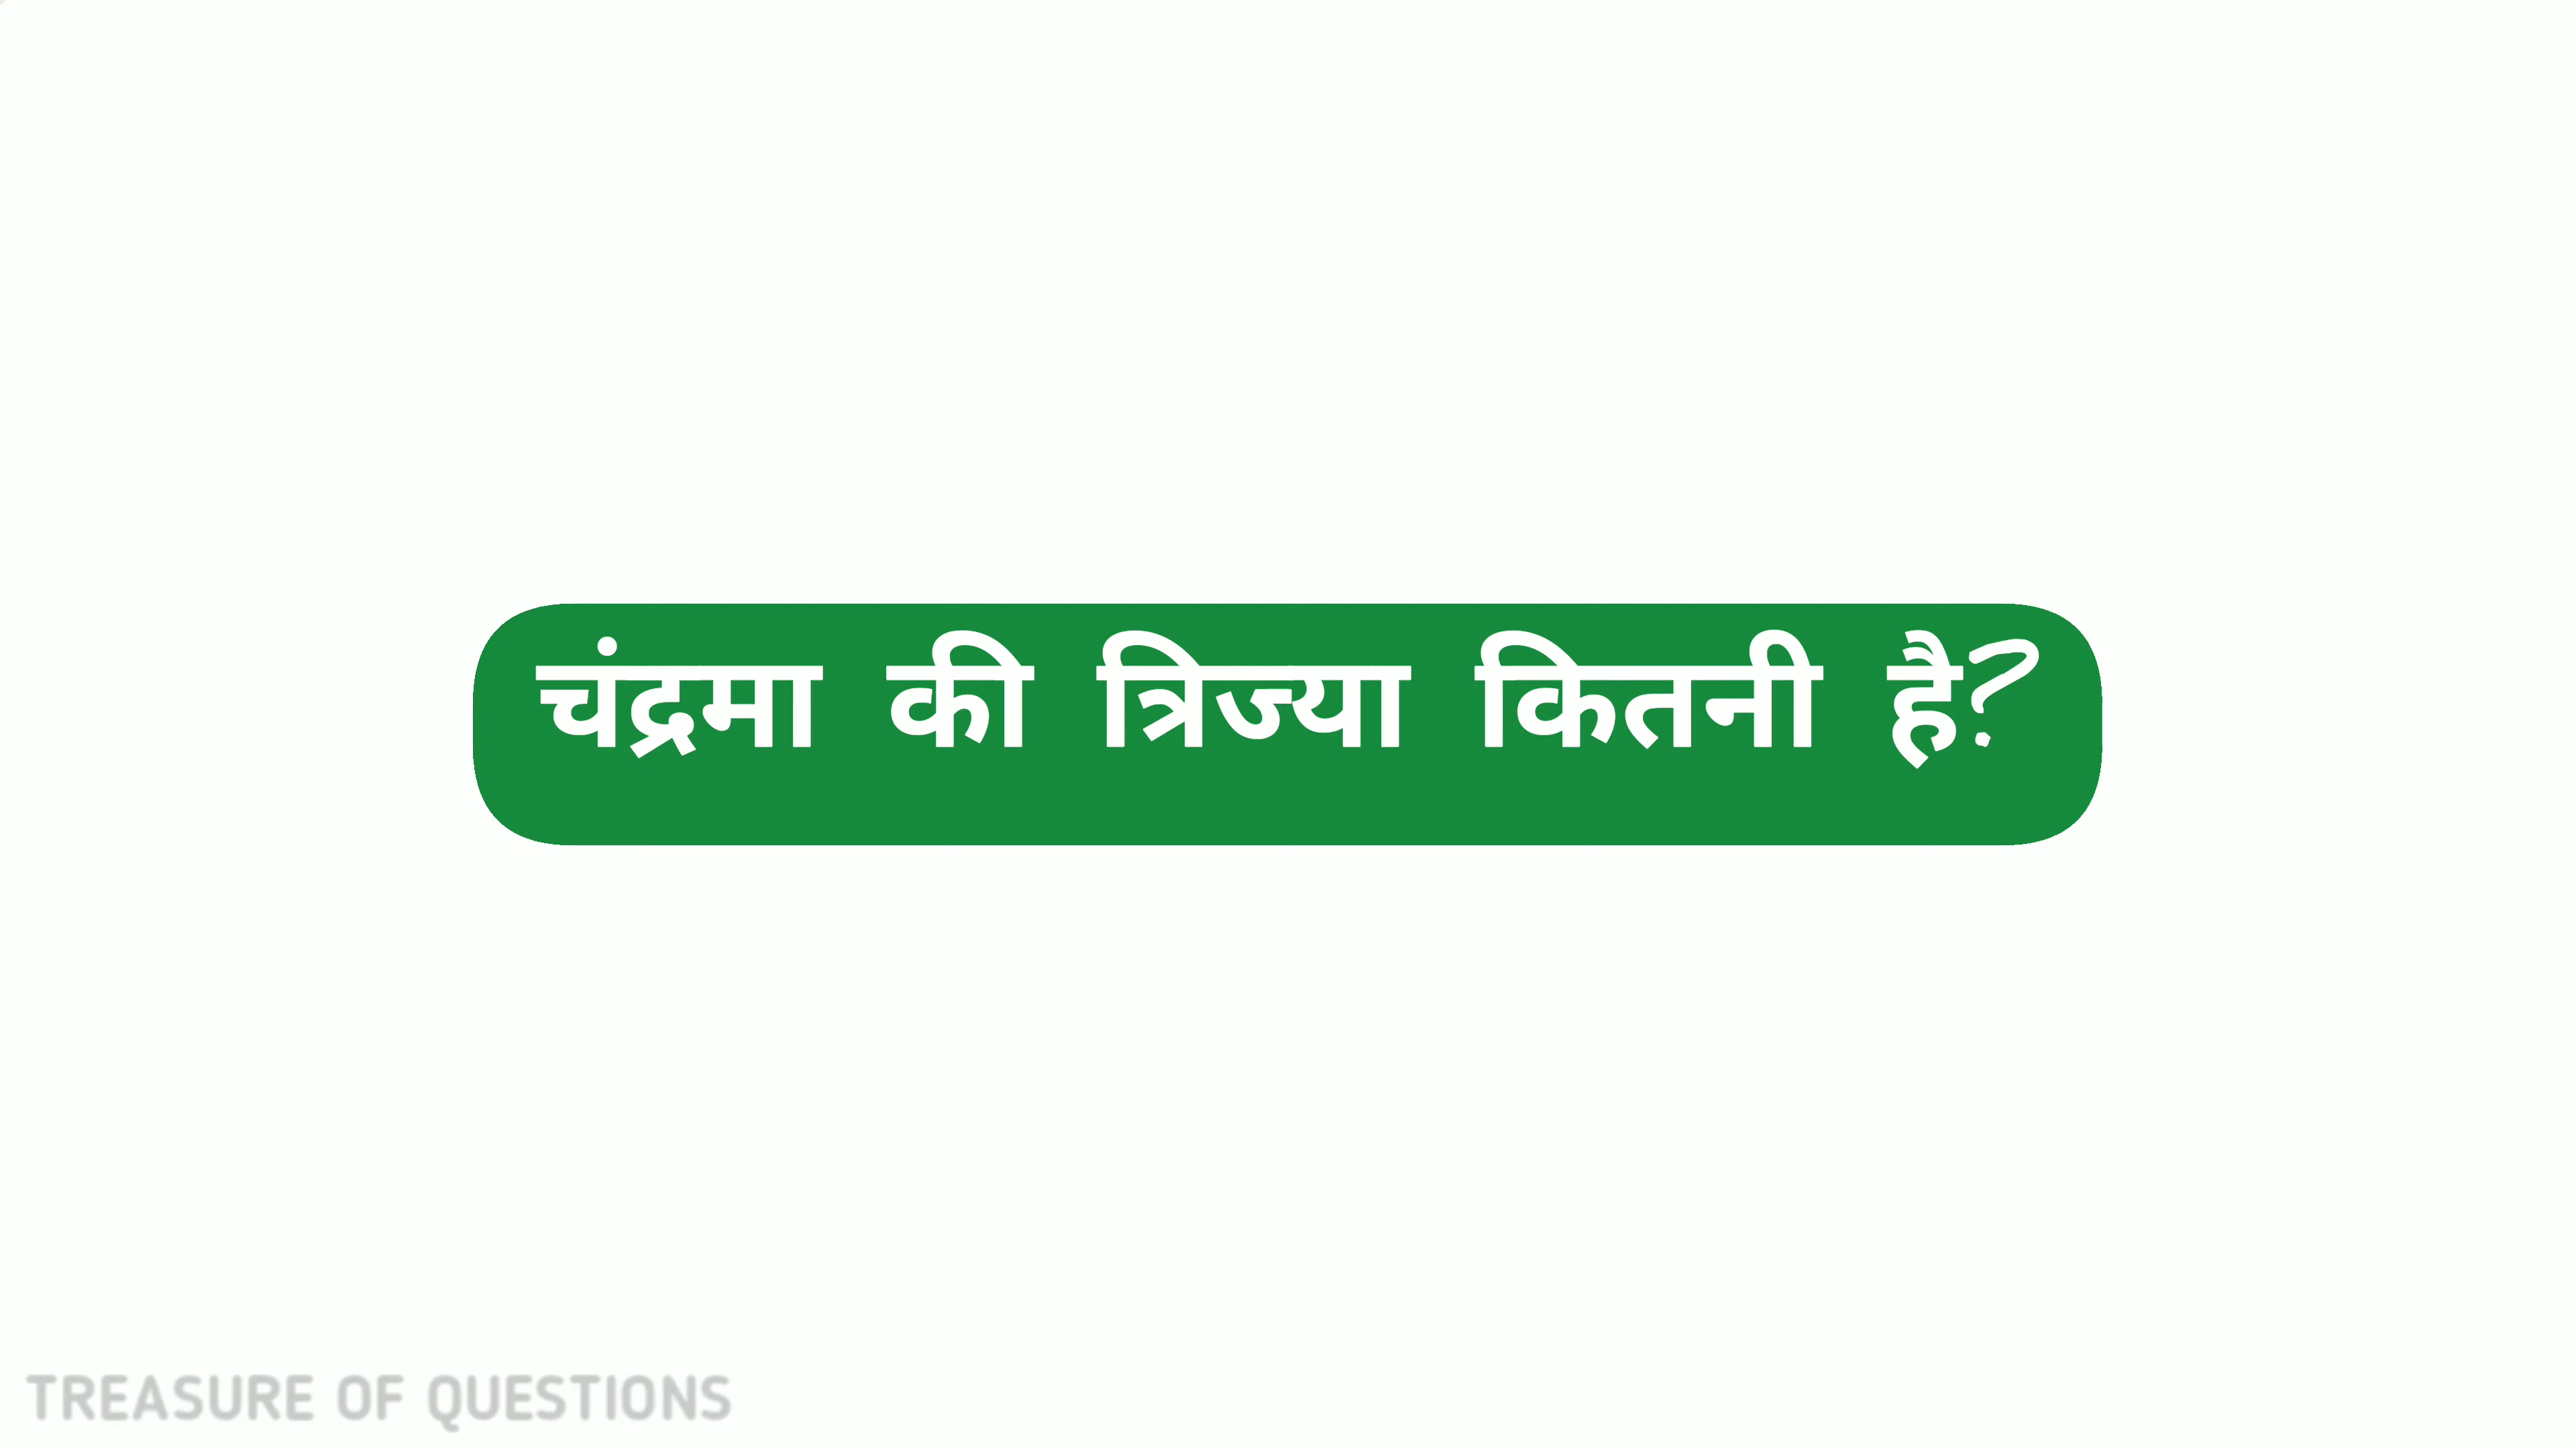 चंद्रमा की त्रिज्या कितनी है?
TREASURE OF QUESTIONS